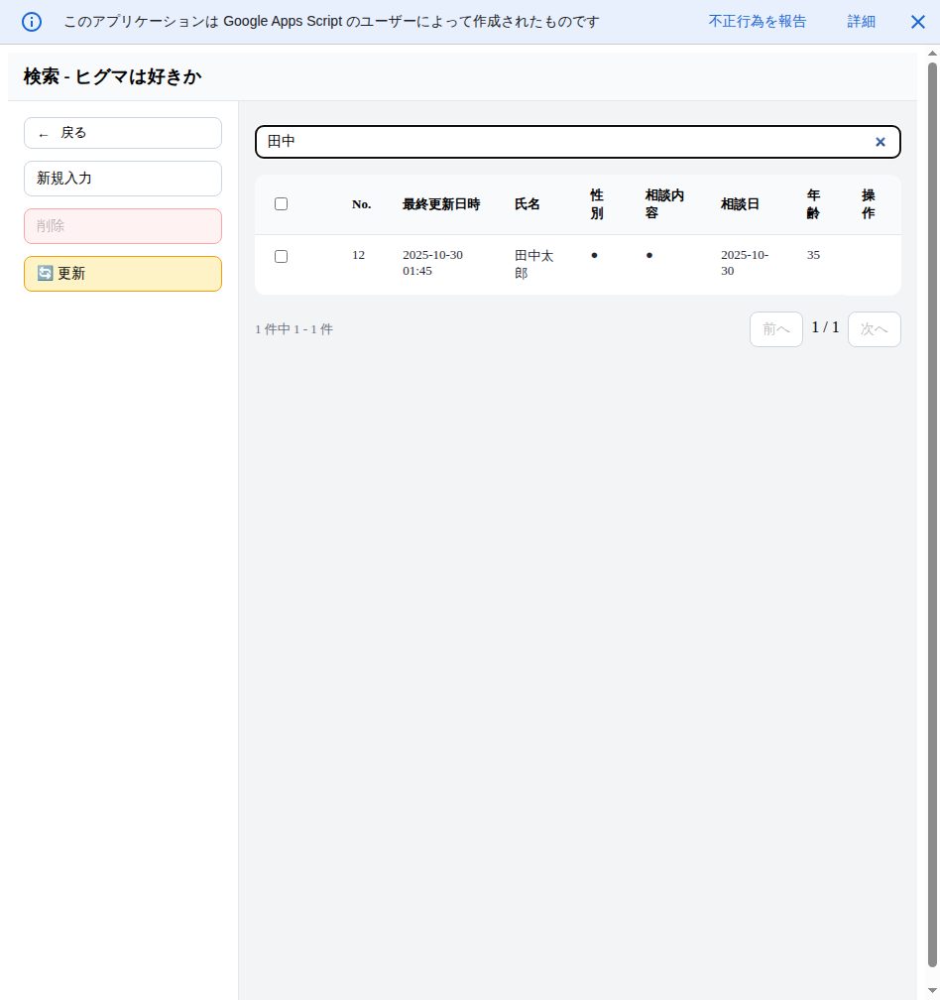 このアプリケーションは Google Apps Script のユーザーによって作成されたものです 不正行為を報告 詳細
検索 - ヒグマは好きか
← 戻る
新規入力
削除
🔄 更新
田中
No. 最終更新日時 氏名 性別 相談内容 相談日 年齢 操作
12 2025-10-30 01:45 田中太郎 ● ● 2025-10-30 35
1 件中 1 - 1 件 前へ 1 / 1 次へ